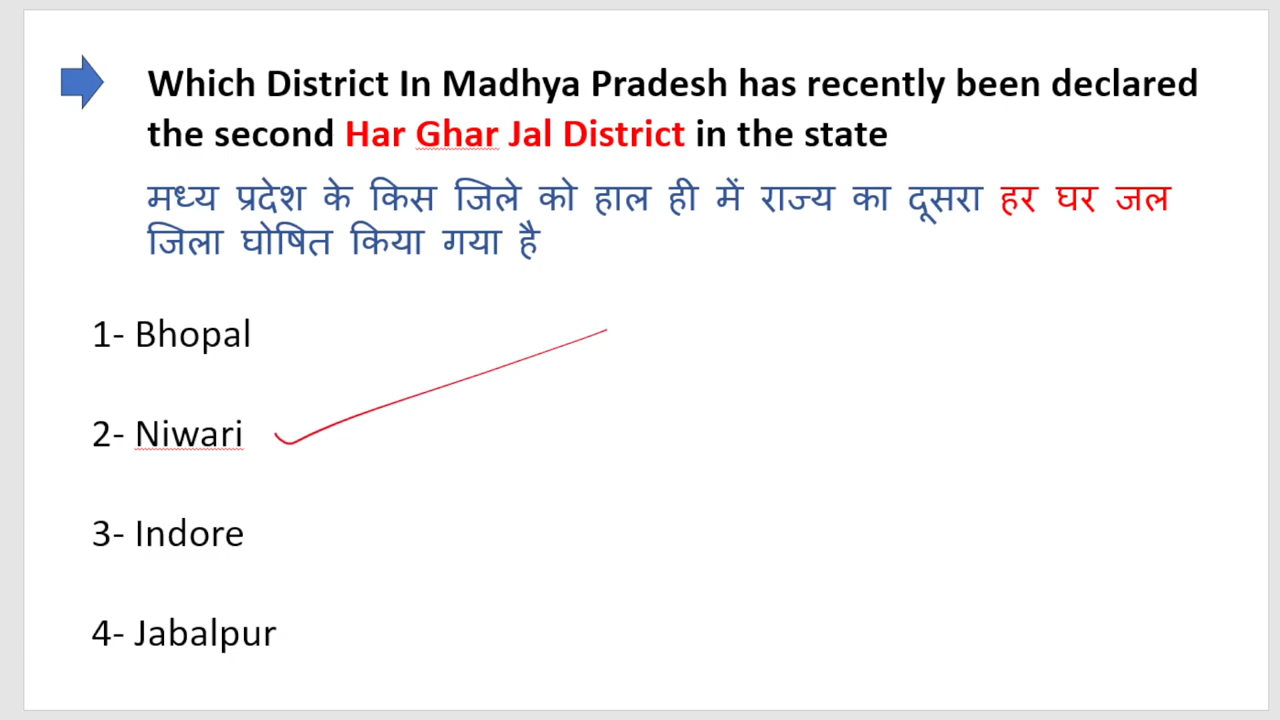 Which District In Madhya Pradesh has recently been declared
the second Har Ghar Jal District in the state
मध्य प्रदेश के किस जिले को हाल ही में राज्य का दूसरा हर घर जल
जिला घोषित किया गया है
1- Bhopal
2- Niwari
3- Indore
4- Jabalpur